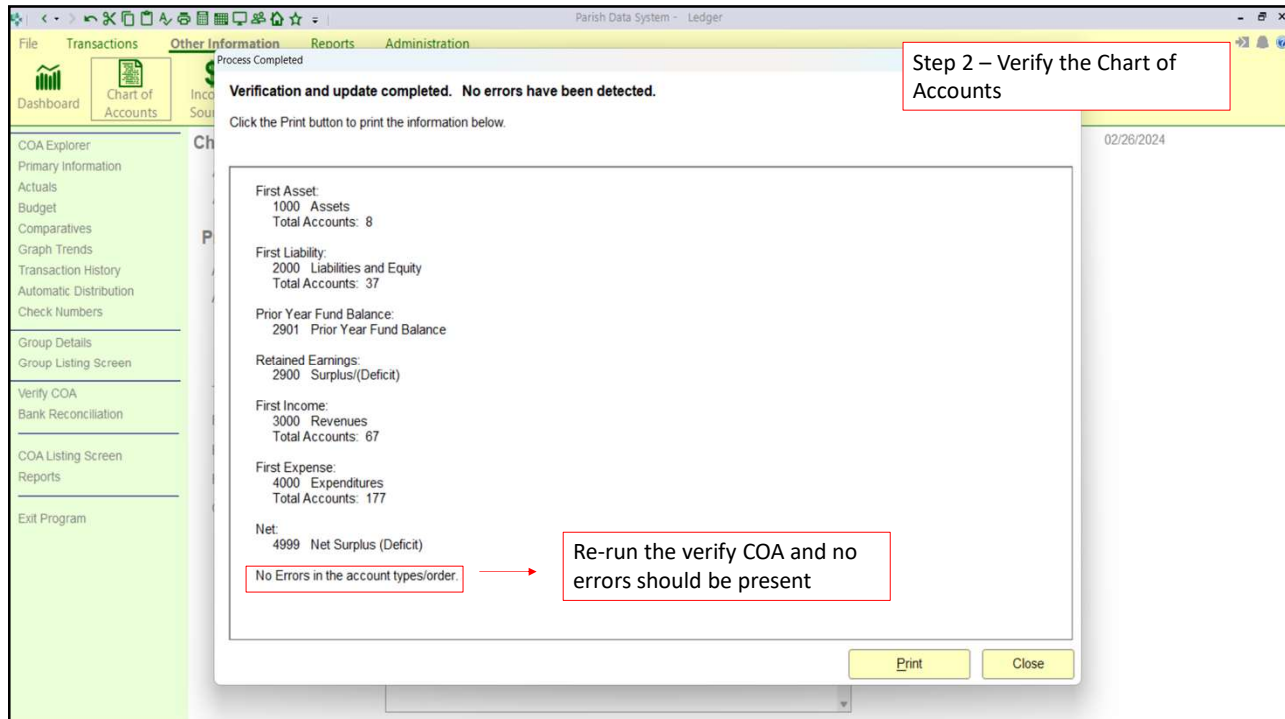 Parish Data System - Ledger
File Transactions Other Information Reports Administration
Dashboard
Chart of
Accounts
Process Completed
Step 2 – Verify the Chart of
Accounts
Verification and update completed. No errors have been detected.
Click the Print button to print the information below.
02/26/2024
COA Explorer
Primary Information
Actuals
Budget
Comparatives
Graph Trends
Transaction History
Automatic Distribution
Check Numbers
Group Details
Group Listing Screen
Verify COA
Bank Reconciliation
COA Listing Screen
Reports
Exit Program
First Asset:
1000 Assets
Total Accounts: 8
First Liability:
2000 Liabilities and Equity
Total Accounts: 37
Prior Year Fund Balance:
2901 Prior Year Fund Balance
Retained Earnings:
2900 Surplus/(Deficit)
First Income:
3000 Revenues
Total Accounts: 67
First Expense:
4000 Expenditures
Total Accounts: 177
Net:
4999 Net Surplus (Deficit)
No Errors in the account types/order.
Re-run the verify COA and no
errors should be present
Print Close